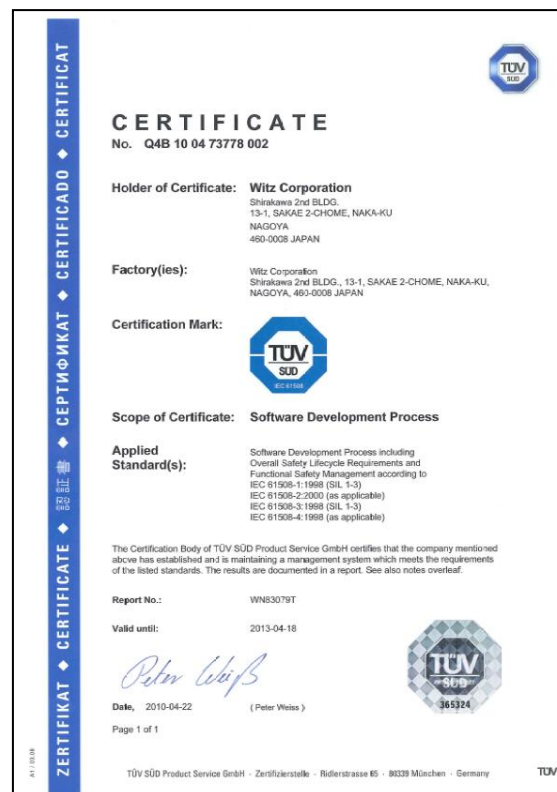 ZERTIFIKAT ◆ CERTIFICATE ◆ 認証書 ◆ СЕРТИФИКАТ ◆ CERTIFICADO ◆ CERTIFICAT
TÜV
SÜD
CERTIFICATE
No. Q4B 10 04 73778 002
Holder of Certificate: Witz Corporation
Shirakawa 2nd BLDG.
13-1, SAKAE 2-CHOME, NAKA-KU
NAGOYA
460-0008 JAPAN
Factory(ies): Witz Corporation
Shirakawa 2nd BLDG., 13-1, SAKAE 2-CHOME, NAKA-KU,
NAGOYA, 460-0008 JAPAN
Certification Mark:
TÜV
SÜD
IEC 61508
Scope of Certificate: Software Development Process
Applied
Standard(s):
Software Development Process including
Overall Safety Lifecycle Requirements and
Functional Safety Management according to
IEC 61508-1:1998 (SIL 1-3)
IEC 61508-2:2000 (as applicable)
IEC 61508-3:1998 (SIL 1-3)
IEC 61508-4:1998 (as applicable)
The Certification Body of TÜV SÜD Product Service GmbH certifies that the company mentioned
above has established and is maintaining a management system which meets the requirements
of the listed standards. The results are documented in a report. See also notes overleaf.
Report No.: WN83079T
Valid until: 2013-04-18
Peter Weiß
Date, 2010-04-22 ( Peter Weiss )
Page 1 of 1
TÜV
SÜD
365324
TÜV SÜD Product Service GmbH · Zertifizierstelle · Ridlerstrasse 65 · 80339 München · Germany
TÜV